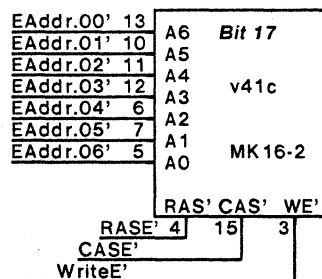 EAddr.00' 13 A6 Bit 17
EAddr.01' 10 A5
EAddr.02' 11 A4 v41c
EAddr.03' 12 A3
EAddr.04' 6 A2
EAddr.05' 7 A1 MK16-2
EAddr.06' 5 A0
RAS' CAS' WE'
RASE' 4 15 3
CASE'
WriteE'